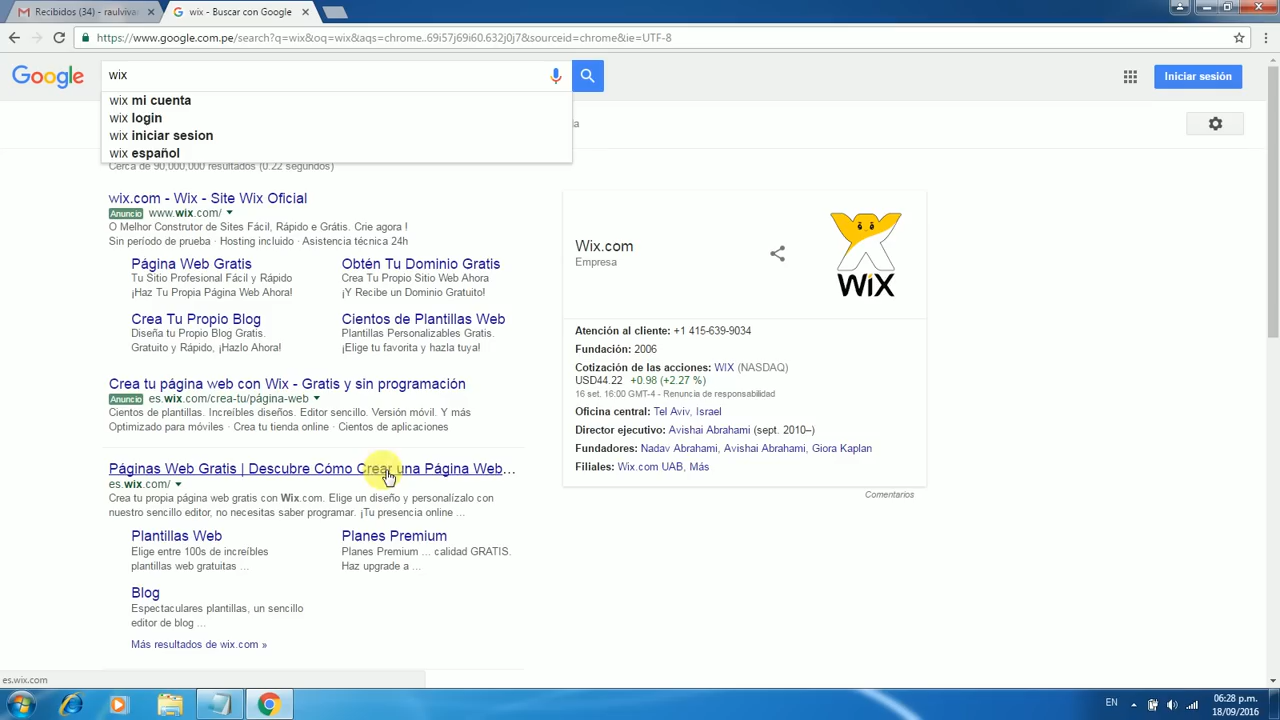 Recibidos (34) - raulvivar
wix - Buscar con Google
https://www.google.com.pe/search?q=wix&oq=wix&aqs=chrome..69i57j69i60.632j0j7&sourceid=chrome&ie=UTF-8
Google
wix
Iniciar sesión
wix mi cuenta
wix login
wix iniciar sesion
wix español
Cerca de 90,000,000 resultados (0.22 segundos)
wix.com - Wix - Site Wix Oficial
Anuncio www.wix.com/
O Melhor Construtor de Sites Fácil, Rápido e Grátis. Crie agora !
Sin período de prueba · Hosting incluido · Asistencia técnica 24h
Página Web Gratis
Tu Sitio Profesional Fácil y Rápido
¡Haz Tu Propia Página Web Ahora!
Obtén Tu Dominio Gratis
Crea Tu Propio Sitio Web Ahora
¡Y Recibe un Dominio Gratuito!
Crea Tu Propio Blog
Diseña tu Propio Blog Gratis.
Gratuito y Rápido, ¡Hazlo Ahora!
Cientos de Plantillas Web
Plantillas Personalizables Gratis.
¡Elige tu favorita y hazla tuya!
Crea tu página web con Wix - Gratis y sin programación
Anuncio es.wix.com/crea-tu/página-web
Cientos de plantillas. Increíbles diseños. Editor sencillo. Versión móvil. Y más
Optimizado para móviles · Crea tu tienda online · Cientos de aplicaciones
Páginas Web Gratis | Descubre Cómo Crear una Página Web...
es.wix.com/
Crea tu propia página web gratis con Wix.com. Elige un diseño y personalízalo con
nuestro sencillo editor, no necesitas saber programar. ¡Tu presencia online ...
Plantillas Web
Elige entre 100s de increíbles
plantillas web gratuitas ...
Planes Premium
Planes Premium ... calidad GRATIS.
Haz upgrade a ...
Blog
Espectaculares plantillas, un sencillo
editor de blog ...
Más resultados de wix.com »
Wix.com
Empresa
WiX
Atención al cliente: +1 415-639-9034
Fundación: 2006
Cotización de las acciones: WIX (NASDAQ)
USD44.22 +0.98 (+2.27 %)
16 set. 16:00 GMT-4 - Renuncia de responsabilidad
Oficina central: Tel Aviv, Israel
Director ejecutivo: Avishai Abrahami (sept. 2010–)
Fundadores: Nadav Abrahami, Avishai Abrahami, Giora Kaplan
Filiales: Wix.com UAB, Más
Comentarios
es.wix.com
EN
06:28 p.m.
18/09/2016